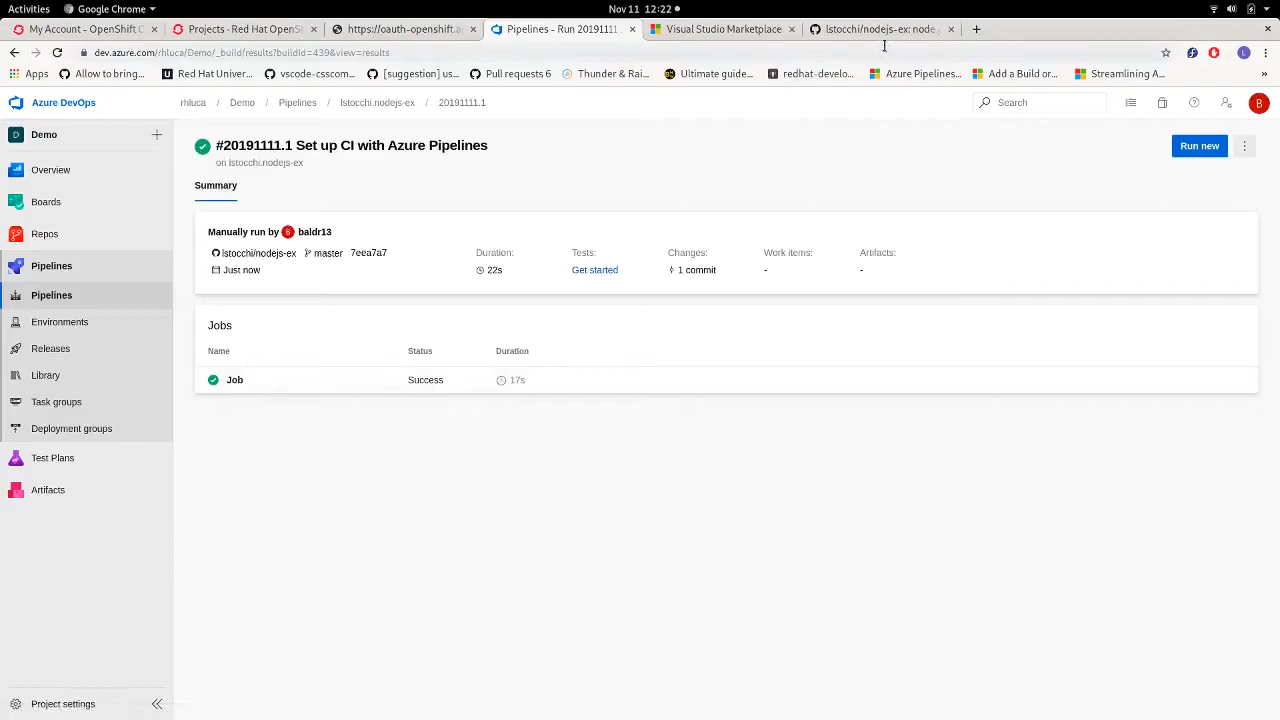 Activities Google Chrome Nov 11 12:22
My Account - OpenShift C Projects - Red Hat OpenSh https://oauth-openshift.a Pipelines - Run 20191111. Visual Studio Marketplace lstocchi/nodejs-ex: node.
dev.azure.com/rhluca/Demo/_build/results?buildId=439&view=results L
Apps Allow to bring... Red Hat Univer... vscode-csscom... [suggestion] us... Pull requests 6 Thunder & Rai... Ultimate guide... redhat-develo... Azure Pipelines... Add a Build or... Streamlining A... »
Azure DevOps rhluca / Demo / Pipelines / lstocchi.nodejs-ex / 20191111.1 Search B
D Demo
#20191111.1 Set up CI with Azure Pipelines Run new
on lstocchi.nodejs-ex
Overview
Summary
Boards
Repos
Manually run by B baldr13
lstocchi/nodejs-ex master 7eea7a7 Duration: Tests: Changes: Work items: Artifacts:
Just now 22s Get started 1 commit - -
Pipelines
Pipelines
Environments
Releases
Library
Task groups
Deployment groups
Test Plans
Artifacts
Jobs
Name Status Duration
Job Success 17s
Project settings